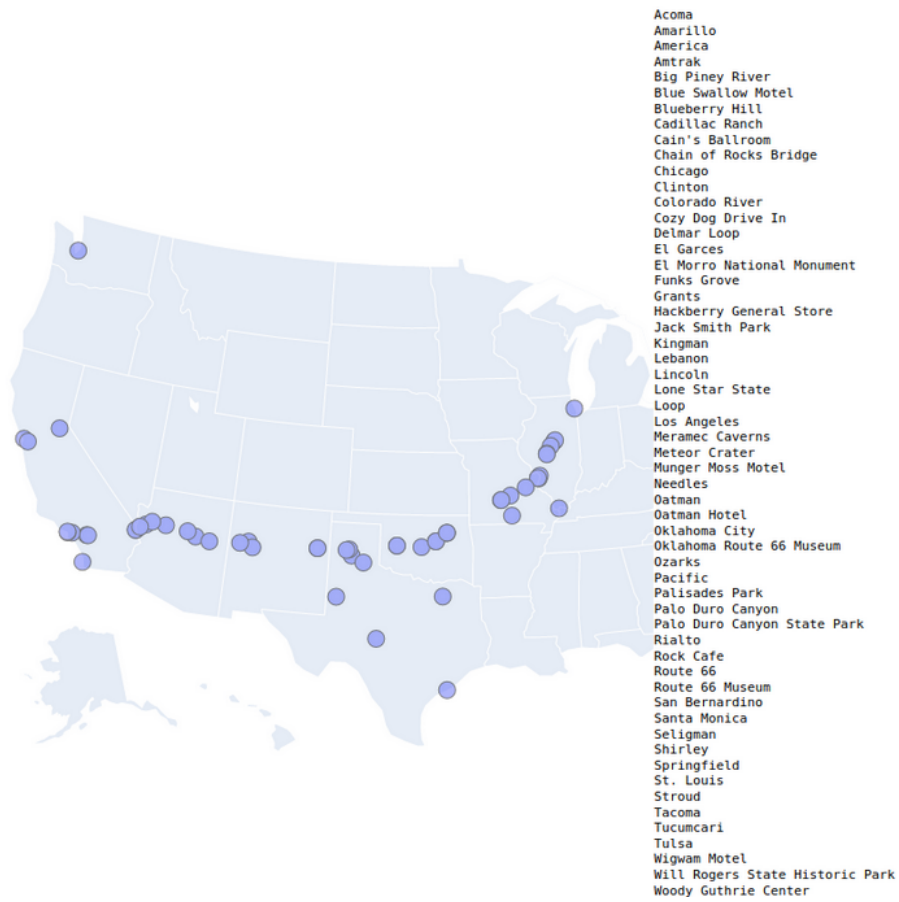 Acoma
Amarillo
America
Amtrak
Big Piney River
Blue Swallow Motel
Blueberry Hill
Cadillac Ranch
Cain's Ballroom
Chain of Rocks Bridge
Chicago
Clinton
Colorado River
Cozy Dog Drive In
Delmar Loop
El Garces
El Morro National Monument
Funks Grove
Grants
Hackberry General Store
Jack Smith Park
Kingman
Lebanon
Lincoln
Lone Star State
Loop
Los Angeles
Meramec Caverns
Meteor Crater
Munger Moss Motel
Needles
Oatman
Oatman Hotel
Oklahoma City
Oklahoma Route 66 Museum
Ozarks
Pacific
Palisades Park
Palo Duro Canyon
Palo Duro Canyon State Park
Rialto
Rock Cafe
Route 66
Route 66 Museum
San Bernardino
Santa Monica
Seligman
Shirley
Springfield
St. Louis
Stroud
Tacoma
Tucumcari
Tulsa
Wigwam Motel
Will Rogers State Historic Park
Woody Guthrie Center